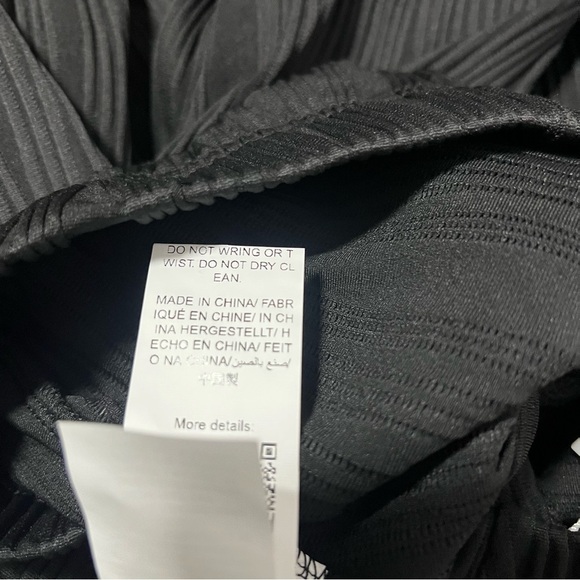 DO NOT WRING OR T
WIST. DO NOT DRY CL
EAN.
MADE IN CHINA/ FABR
IQUÉ EN CHINE/ IN CH
INA HERGESTELLT/ H
ECHO EN CHINA/ FEIT
O NA CHINA/صنع بالصين/
中国製
More details: